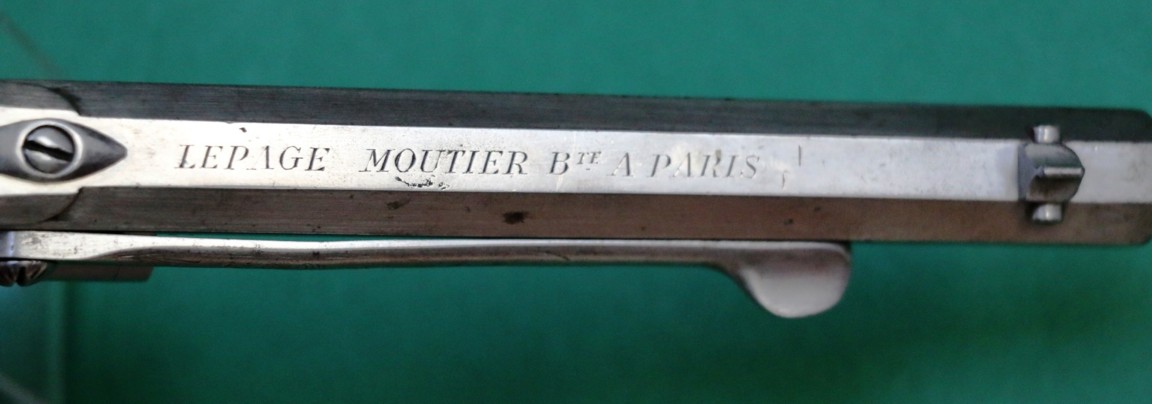 LEPAGE MOUTIER Bᵀᴱ A PARIS